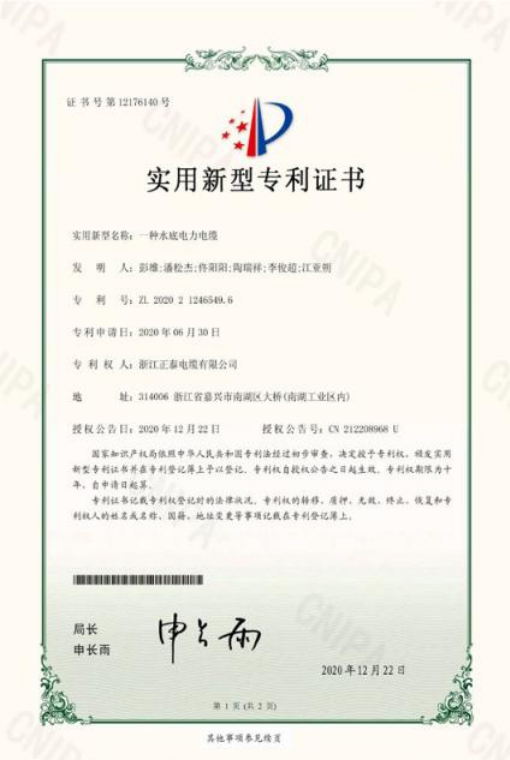 证书号第12176140号
实用新型专利证书
实用新型名称：一种水底电力电缆
发明人：彭维;潘松杰;佟阳阳;陶瑞祥;李俊超;江亚朔
专利号：ZL 2020 2 1246549.6
专利申请日：2020年06月30日
专利权人：浙江正泰电缆有限公司
地址：314006 浙江省嘉兴市南湖区大桥(南湖工业区内)
授权公告日：2020年12月22日 授权公告号：CN 212208968 U
国家知识产权局依照中华人民共和国专利法经过初步审查，决定授予专利权，颁发实用
新型专利证书并在专利登记簿上予以登记。专利权自授权公告之日起生效。专利权期限为十
年，自申请日起算。
专利证书记载专利权登记时的法律状况。专利权的转移、质押、无效、终止、恢复和专
利权人的姓名或名称、国籍、地址变更等事项记载在专利登记簿上。
局长
申长雨
申长雨
2020年12月22日
第 1 页 (共 2 页)
其他事项参见续页
CNIPA